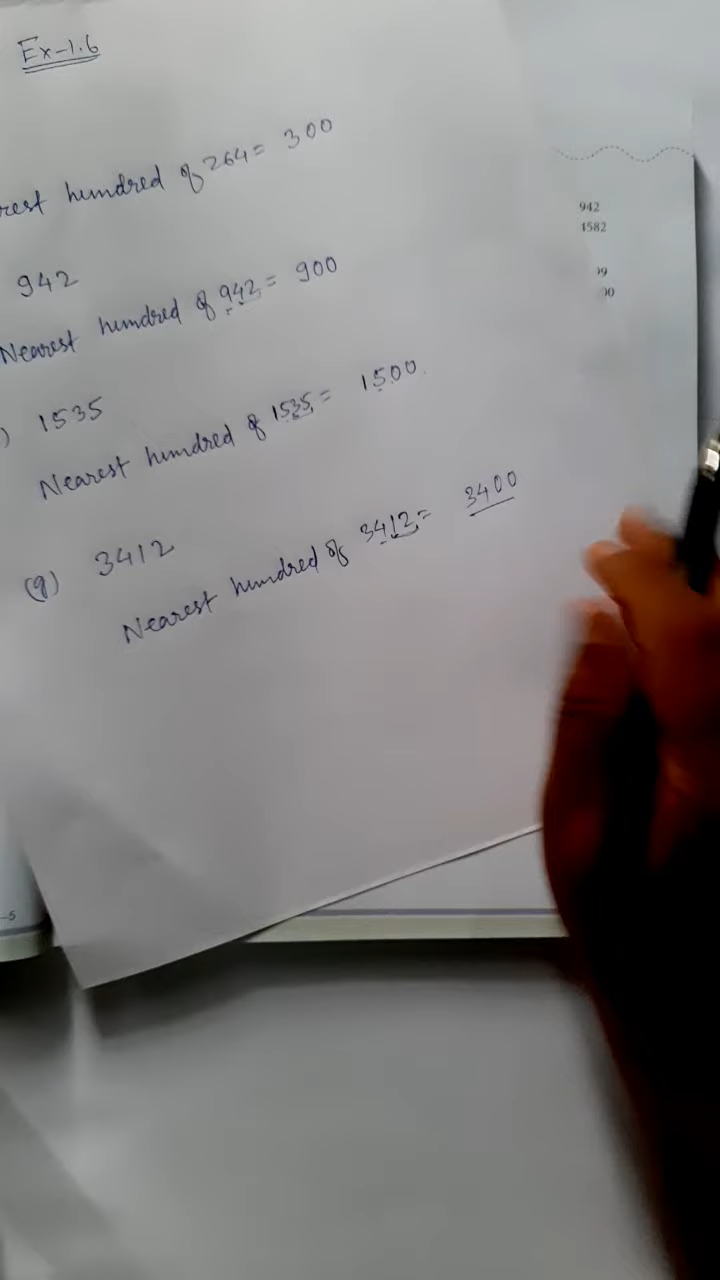 Ex-1.6
rest hundred of 264 = 300
942
Nearest hundred of 942 = 900
) 1535
Nearest hundred of 1535 = 1500.
(g) 3412
Nearest hundred of 3412 = 3400
942
1582
-5